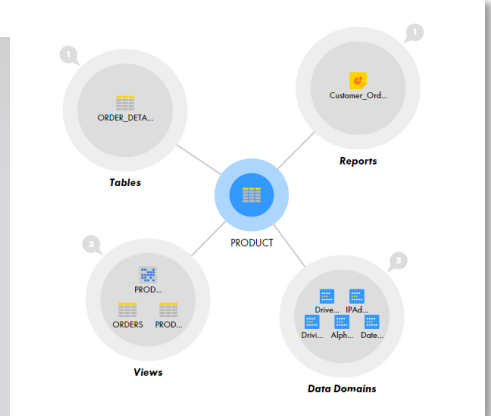 1
1
ORDER_DETA...
Customer_Ord...
Tables
Reports
PRODUCT
3
5
PROD...
ORDERS PROD...
Drive... IPAd...
Drivi... Alph... Date...
Views
Data Domains